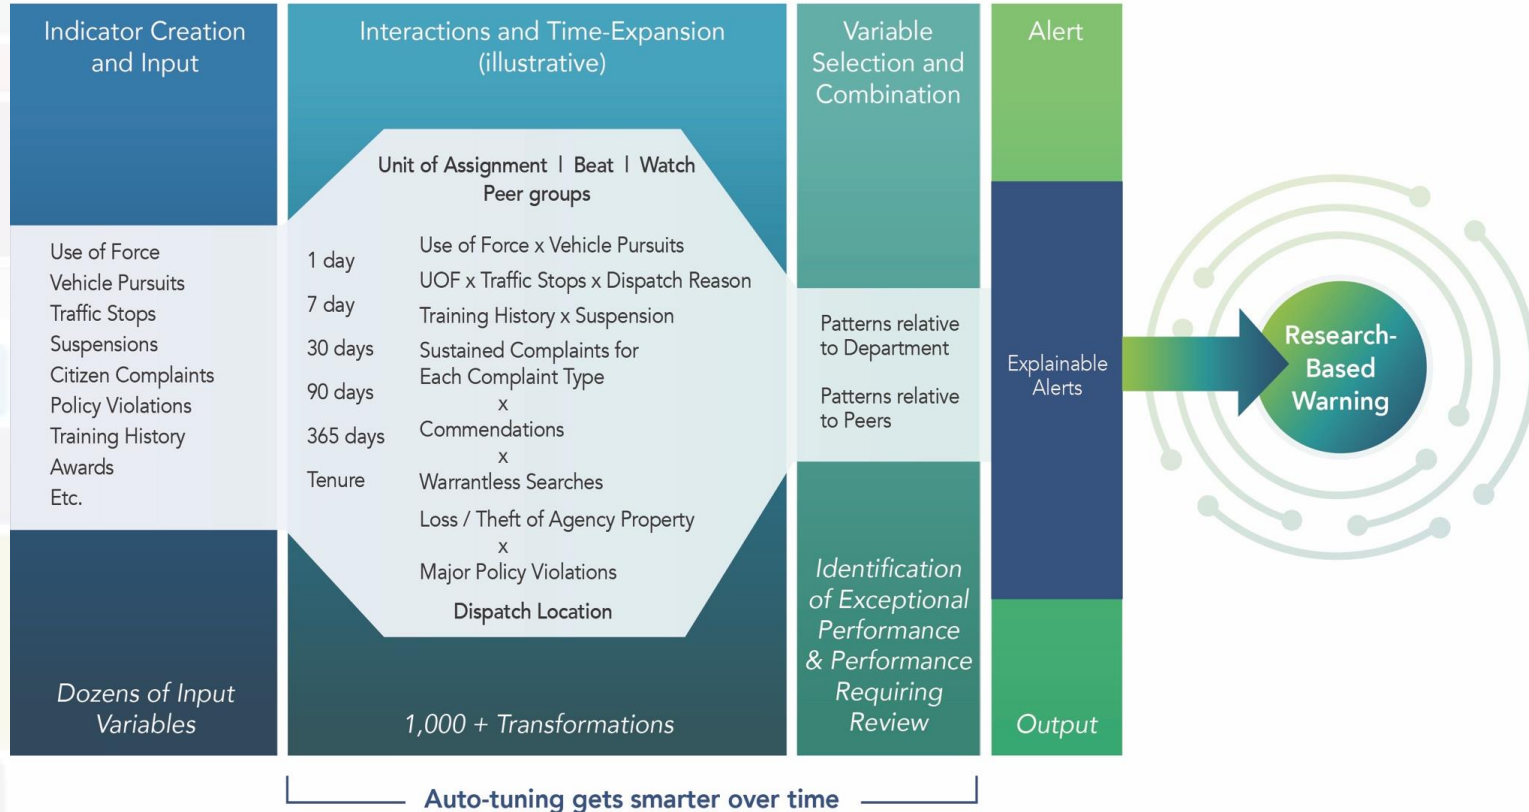 Indicator Creation
and Input
Use of Force
Vehicle Pursuits
Traffic Stops
Suspensions
Citizen Complaints
Policy Violations
Training History
Awards
Etc.
Dozens of Input
Variables
Interactions and Time-Expansion
(illustrative)
Unit of Assignment | Beat | Watch
Peer groups
1 day
7 day
30 days
90 days
365 days
Tenure
Use of Force x Vehicle Pursuits
UOF x Traffic Stops x Dispatch Reason
Training History x Suspension
Sustained Complaints for
Each Complaint Type
x
Commendations
x
Warrantless Searches
Loss / Theft of Agency Property
x
Major Policy Violations
Dispatch Location
1,000 + Transformations
Variable
Selection and
Combination
Patterns relative
to Department
Patterns relative
to Peers
Identification
of Exceptional
Performance
& Performance
Requiring
Review
Alert
Explainable
Alerts
Output
Research-
Based
Warning
Auto-tuning gets smarter over time